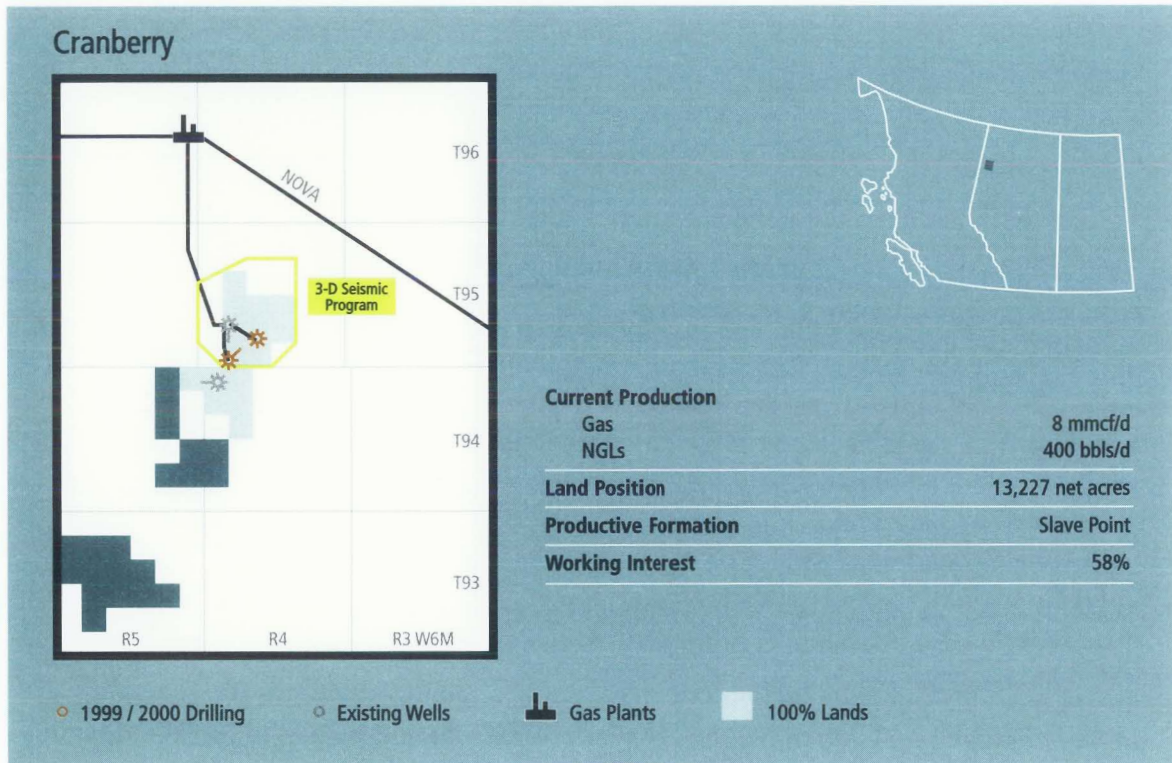 Cranberry
T96
NOVA
3-D Seismic
Program
T95
T94
T93
R5
R4
R3 W6M
Current Production
Gas 8 mmcf/d
NGLs 400 bbls/d
Land Position 13,227 net acres
Productive Formation Slave Point
Working Interest 58%
1999 / 2000 Drilling
Existing Wells
Gas Plants
100% Lands